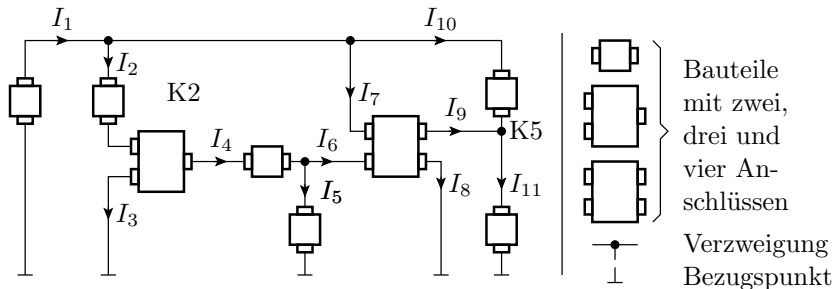 I1
I10
I2
K2
I7
I9
K5
I4
I6
I3
I5
I8
I11
Bauteile
mit zwei,
drei und
vier An-
schlüssen
Verzweigung
Bezugspunkt